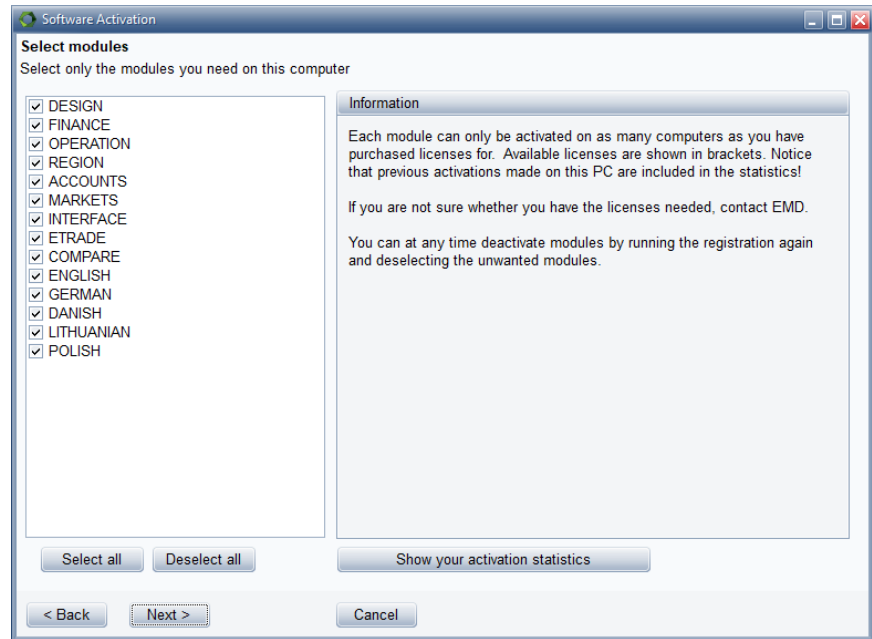 Software Activation
Select modules
Select only the modules you need on this computer
DESIGN
FINANCE
OPERATION
REGION
ACCOUNTS
MARKETS
INTERFACE
ETRADE
COMPARE
ENGLISH
GERMAN
DANISH
LITHUANIAN
POLISH
Information
Each module can only be activated on as many computers as you have
purchased licenses for.  Available licenses are shown in brackets. Notice
that previous activations made on this PC are included in the statistics!
If you are not sure whether you have the licenses needed, contact EMD.
You can at any time deactivate modules by running the registration again
and deselecting the unwanted modules.
Select all
Deselect all
Show your activation statistics
< Back
Next >
Cancel